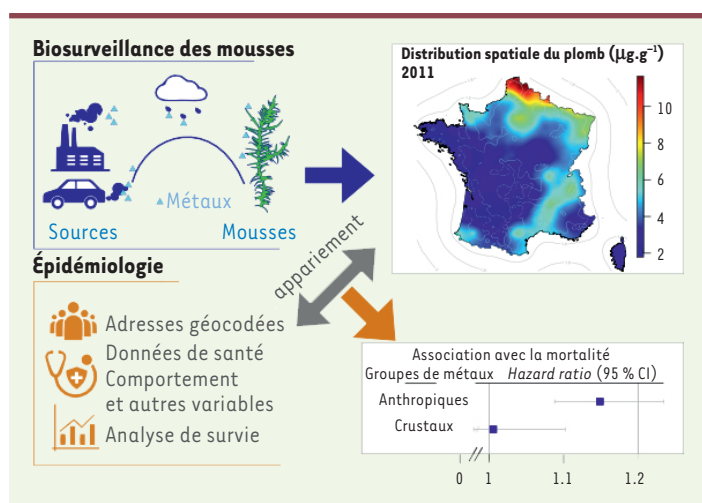 Biosurveillance des mousses
Métaux
Sources
Mousses
Distribution spatiale du plomb (µg.g⁻¹)
2011
10
8
6
4
2
appariement
Épidémiologie
Adresses géocodées
Données de santé
Comportement
et autres variables
Analyse de survie
Association avec la mortalité
Groupes de métaux Hazard ratio (95 % CI)
Anthropiques
Crustaux
0 // 1 1.1 1.2